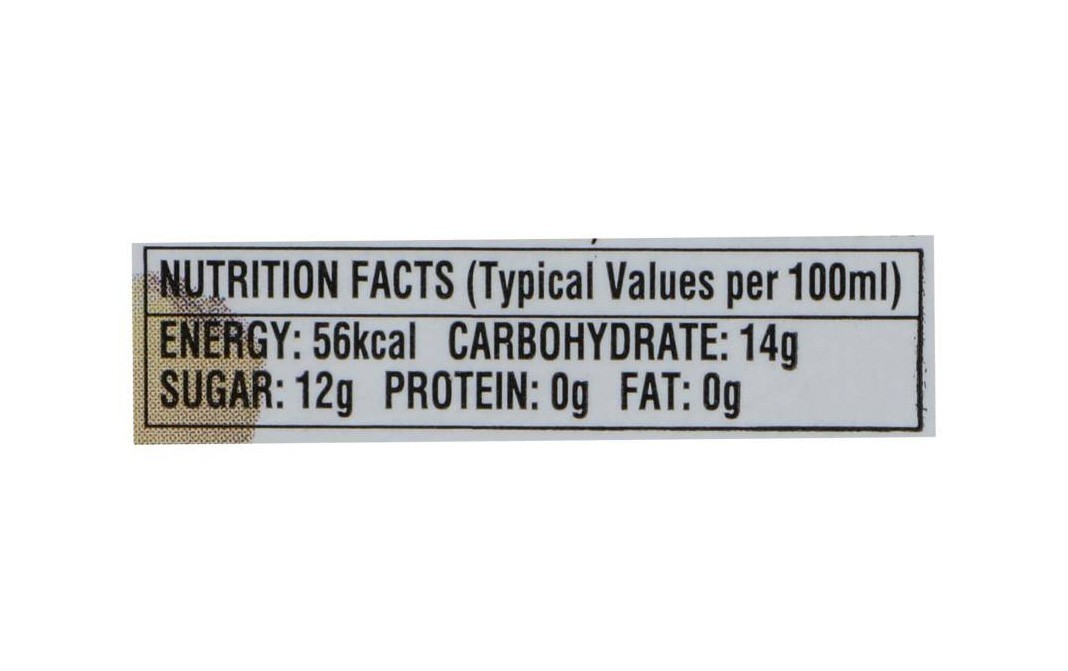 NUTRITION FACTS (Typical Values per 100ml)
ENERGY: 56kcal CARBOHYDRATE: 14g
SUGAR: 12g PROTEIN: 0g FAT: 0g